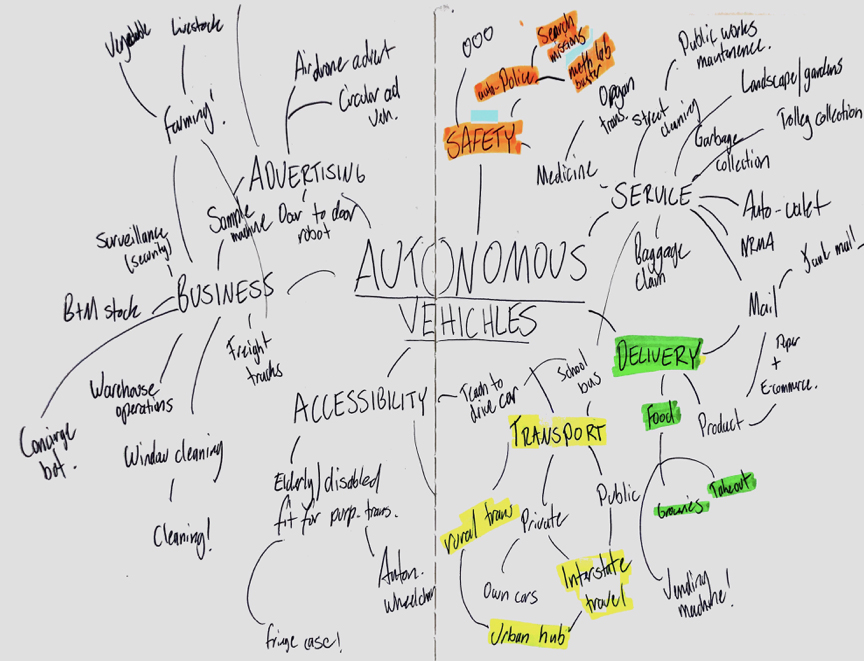 Vegetable
Livestock
Farming!
Airdrone advert
Circular ad
veh.
ADVERTISING
Sample
machine
Door to door
robot
Surveillance
(security)
BUSINESS
B+M stock
Freight
trucks
Warehouse
operations
Concierge
bot.
Window cleaning
Cleaning!
000
Search
missions
auto-Police
meth lab
buster
SAFETY
Organ
trans.
Medicine
Public works
maintenence.
Landscape/gardens
Street
cleaning
Trolley collection
Garbage
collection
SERVICE
Auto-valet
NRMA
Baggage
claim
Junk mail!
Mail
AUTONOMOUS
VEHICHLES
DELIVERY
Paper
+
E-commerce.
Food
Product
Groceries
Takeout
Vending
machine!
ACCESSIBILITY
Teach to
drive car
School
bus
TRANSPORT
Elderly/disabled
fit for purp. trans.
Auton.
wheelchair
fringe case!
rural trans
Private
Public
Own cars
Interstate
travel
Urban hub